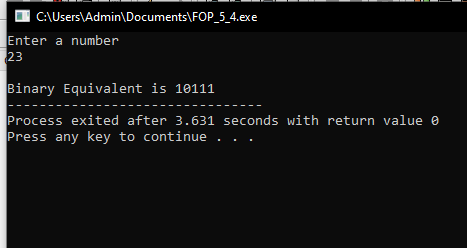 C:\Users\Admin\Documents\FOP_5_4.exe
Enter a number
23
Binary Equivalent is 10111
--------------------------------
Process exited after 3.631 seconds with return value 0
Press any key to continue . . .